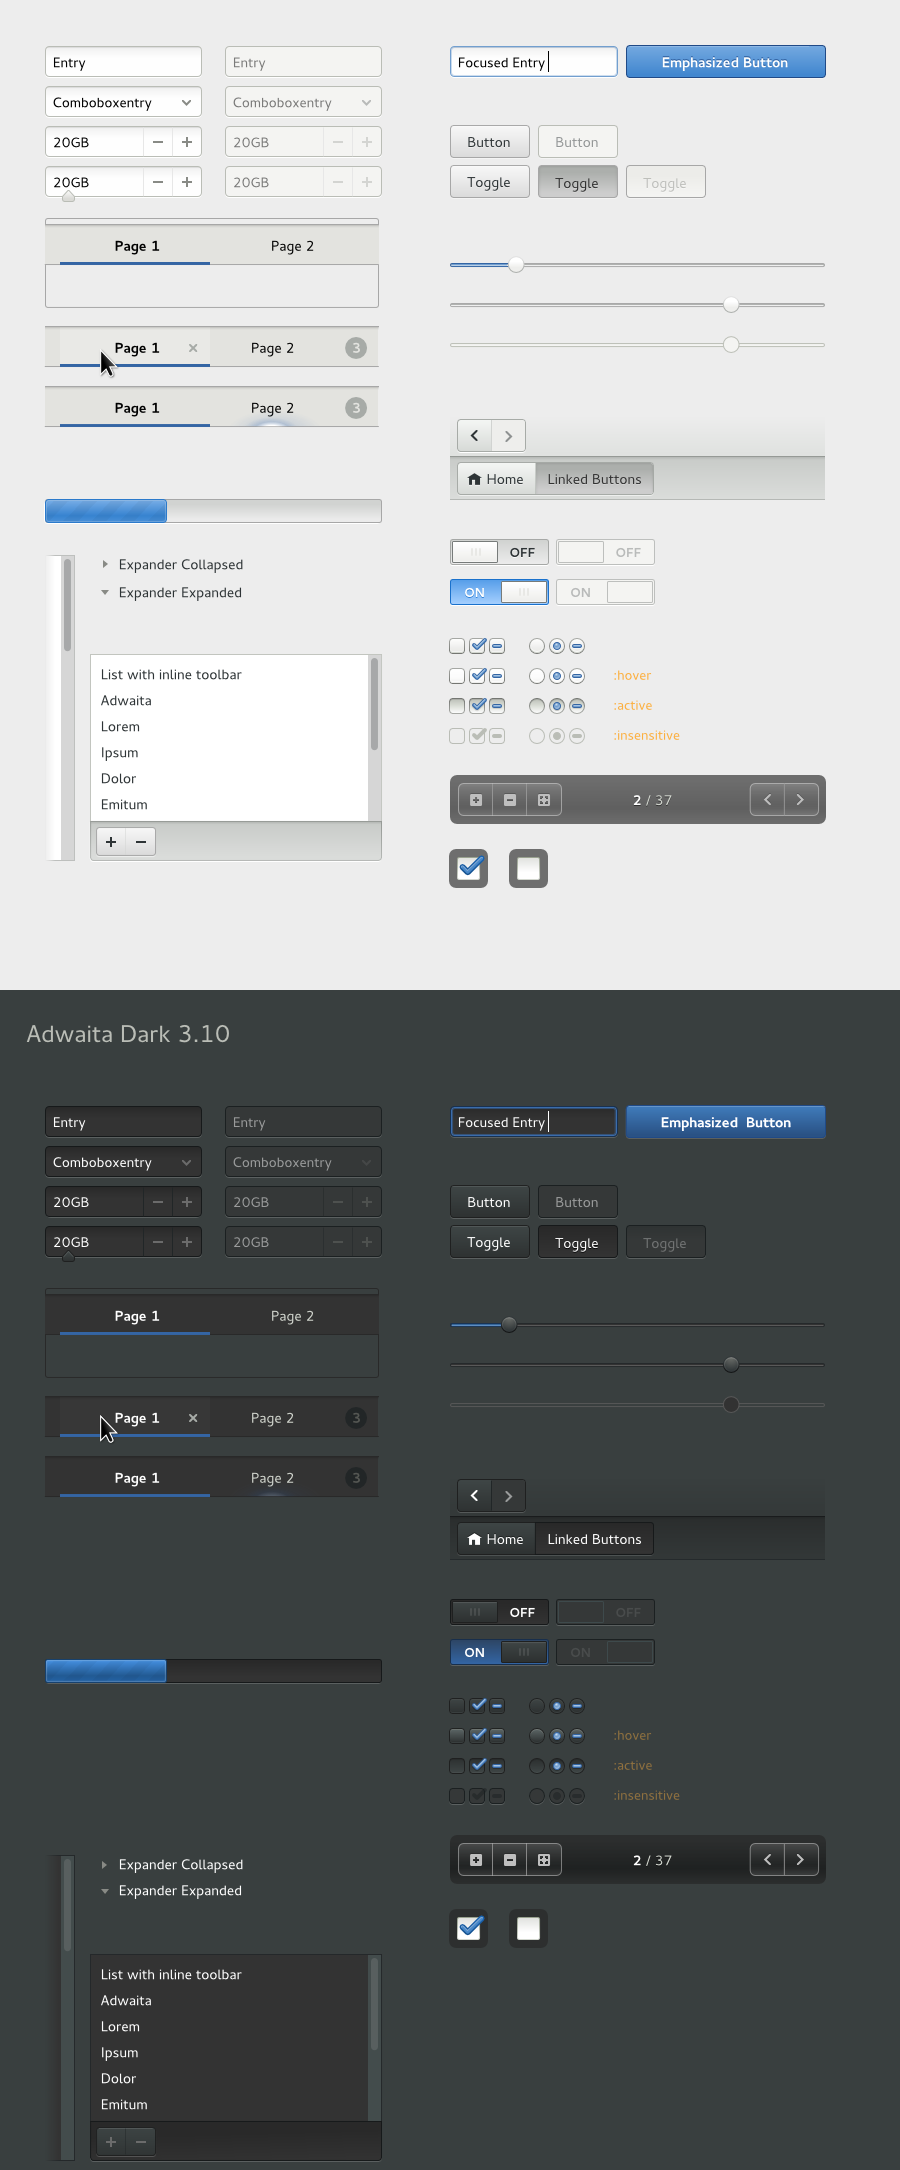 Entry
Entry
Focused Entry
Emphasized Button
Comboboxentry
Comboboxentry
20GB
20GB
Button
Button
20GB
20GB
Toggle
Toggle
Toggle
Page 1
Page 2
Page 1
Page 2
3
Page 1
Page 2
3
Home
Linked Buttons
OFF
OFF
ON
ON
Expander Collapsed
Expander Expanded
List with inline toolbar
Adwaita
Lorem
Ipsum
Dolor
Emitum
:hover
:active
:insensitive
2 / 37
Adwaita Dark 3.10
Entry
Entry
Focused Entry
Emphasized Button
Comboboxentry
Comboboxentry
20GB
20GB
Button
Button
20GB
20GB
Toggle
Toggle
Toggle
Page 1
Page 2
Page 1
Page 2
3
Page 1
Page 2
3
Home
Linked Buttons
OFF
OFF
ON
ON
:hover
:active
:insensitive
2 / 37
Expander Collapsed
Expander Expanded
List with inline toolbar
Adwaita
Lorem
Ipsum
Dolor
Emitum